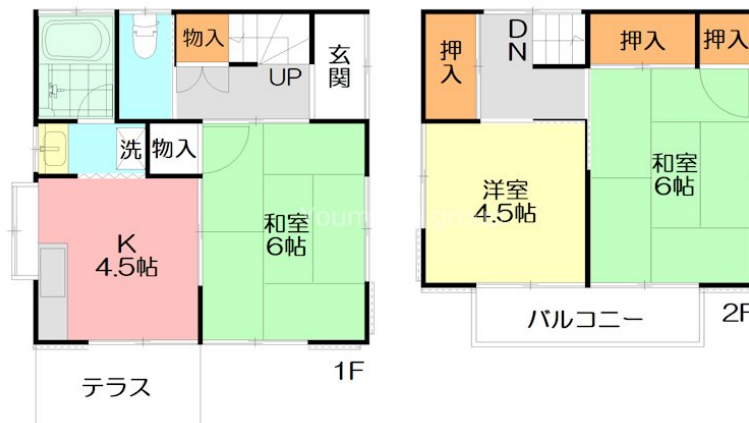 物入
UP
玄関
洗
物入
K
4.5帖
和室
6帖
テラス
1F
押入
DN
押入
押入
洋室
4.5帖
和室
6帖
バルコニー
2F